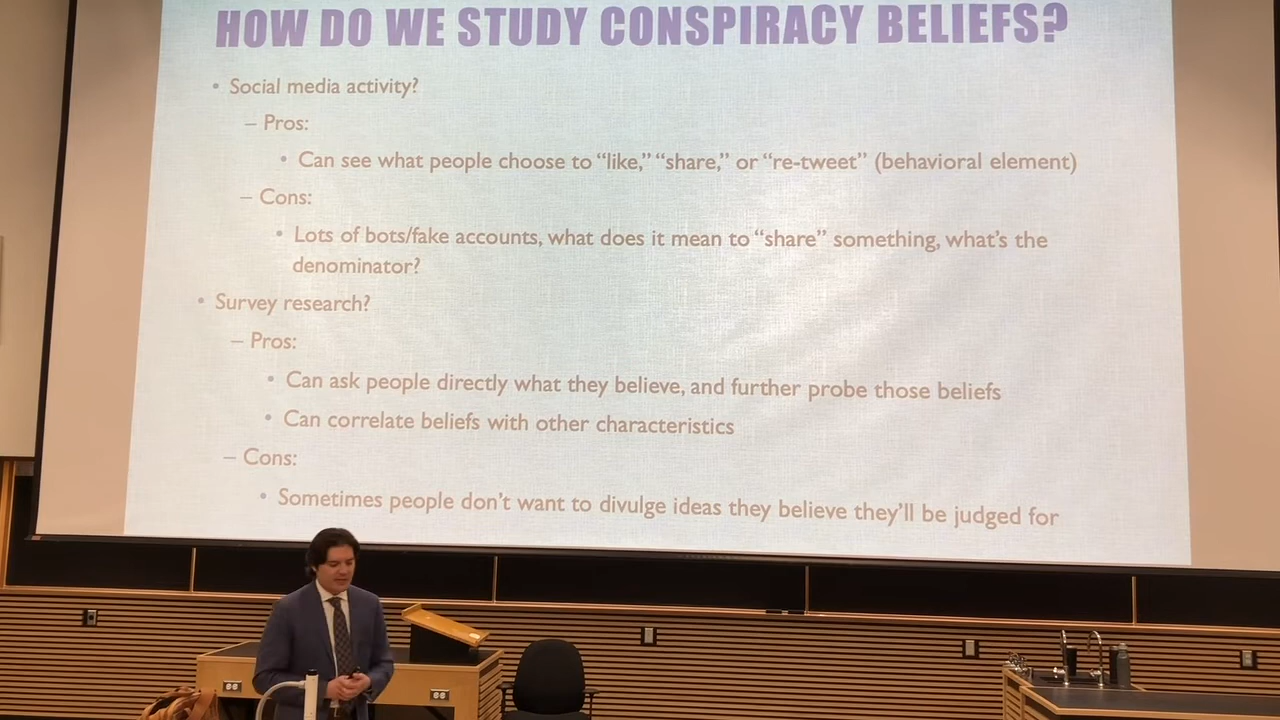 HOW DO WE STUDY CONSPIRACY BELIEFS?
• Social media activity?
– Pros:
• Can see what people choose to “like,” “share,” or “re-tweet” (behavioral element)
– Cons:
• Lots of bots/fake accounts, what does it mean to “share” something, what’s the
denominator?
• Survey research?
– Pros:
• Can ask people directly what they believe, and further probe those beliefs
• Can correlate beliefs with other characteristics
– Cons:
• Sometimes people don’t want to divulge ideas they believe they’ll be judged for